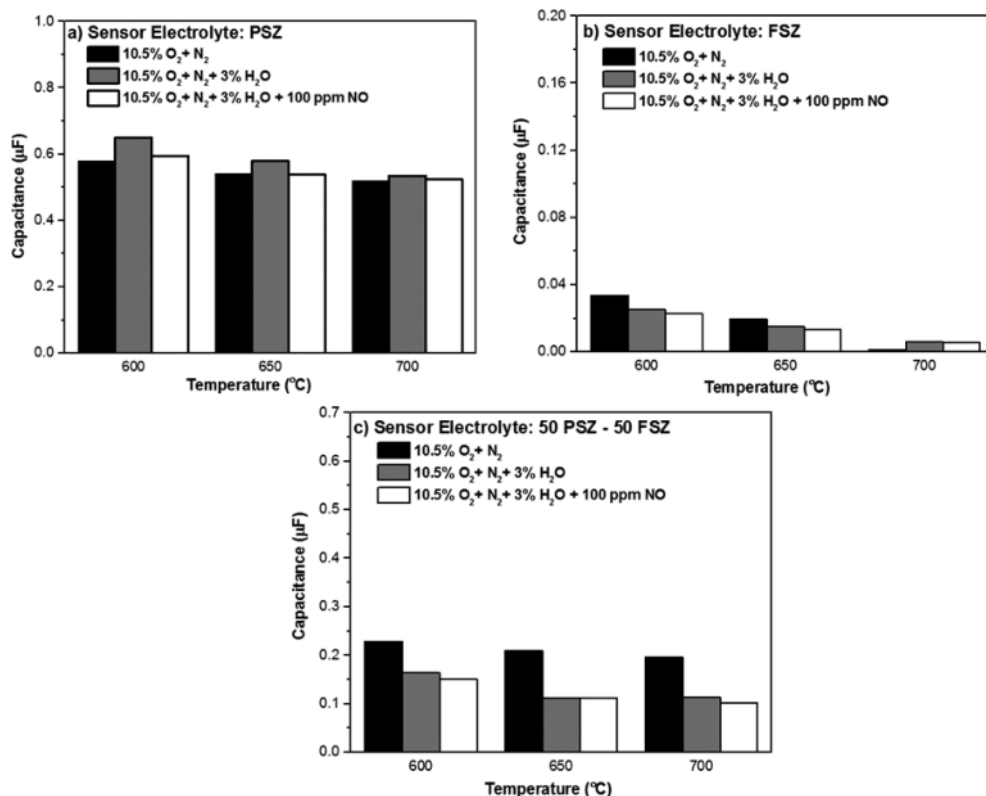 a) Sensor Electrolyte: PSZ
10.5% O₂+ N₂
10.5% O₂+ N₂+ 3% H₂O
10.5% O₂+ N₂+ 3% H₂O + 100 ppm NO
Capacitance (µF)
1.0
0.8
0.6
0.4
0.2
0.0
600 650 700
Temperature (°C)
b) Sensor Electrolyte: FSZ
10.5% O₂+ N₂
10.5% O₂+ N₂+ 3% H₂O
10.5% O₂+ N₂+ 3% H₂O + 100 ppm NO
Capacitance (µF)
0.20
0.16
0.12
0.08
0.04
0.00
600 650 700
Temperature (°C)
c) Sensor Electrolyte: 50 PSZ - 50 FSZ
10.5% O₂+ N₂
10.5% O₂+ N₂+ 3% H₂O
10.5% O₂+ N₂+ 3% H₂O + 100 ppm NO
Capacitance (µF)
0.7
0.6
0.5
0.4
0.3
0.2
0.1
0.0
600 650 700
Temperature (°C)